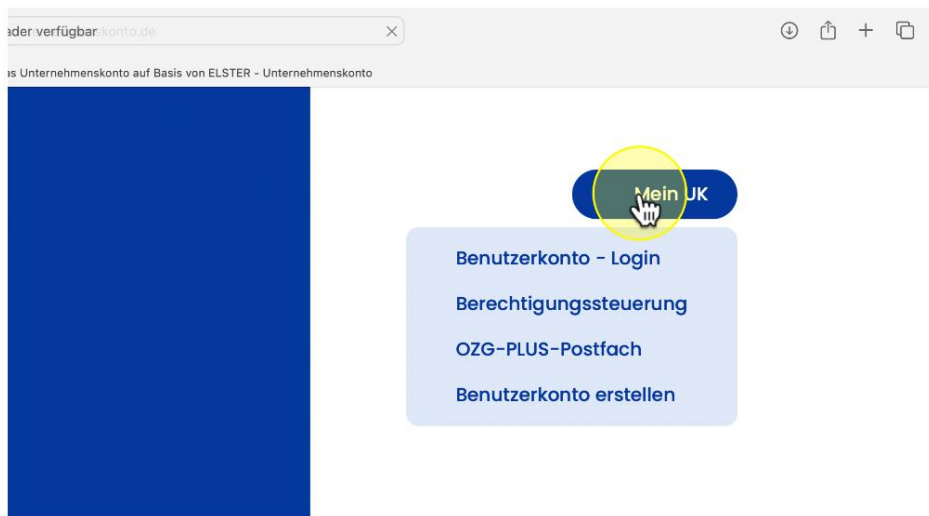 ader verfügbar skonto.de
as Unternehmenskonto auf Basis von ELSTER - Unternehmenskonto
Mein UK
Benutzerkonto - Login
Berechtigungssteuerung
OZG-PLUS-Postfach
Benutzerkonto erstellen